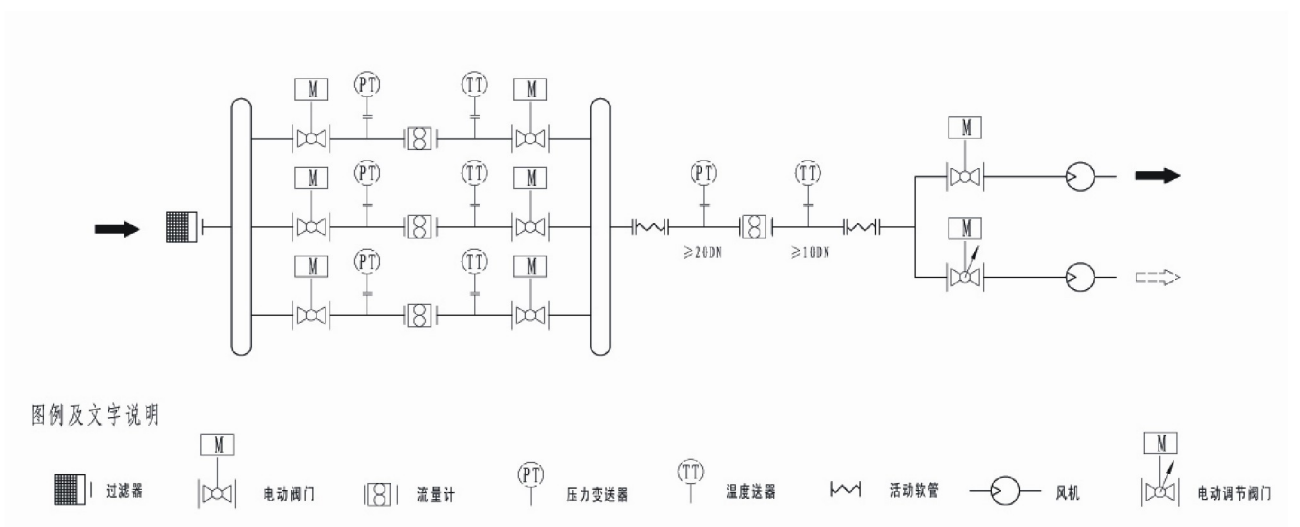 M PT TT M
M PT TT M PT TT M
≥20DN ≥10DN M
M PT TT M
图例及文字说明
过滤器 M 电动阀门 流量计 PT 压力变送器 TT 温度送器 活动软管 风机 M 电动调节阀门